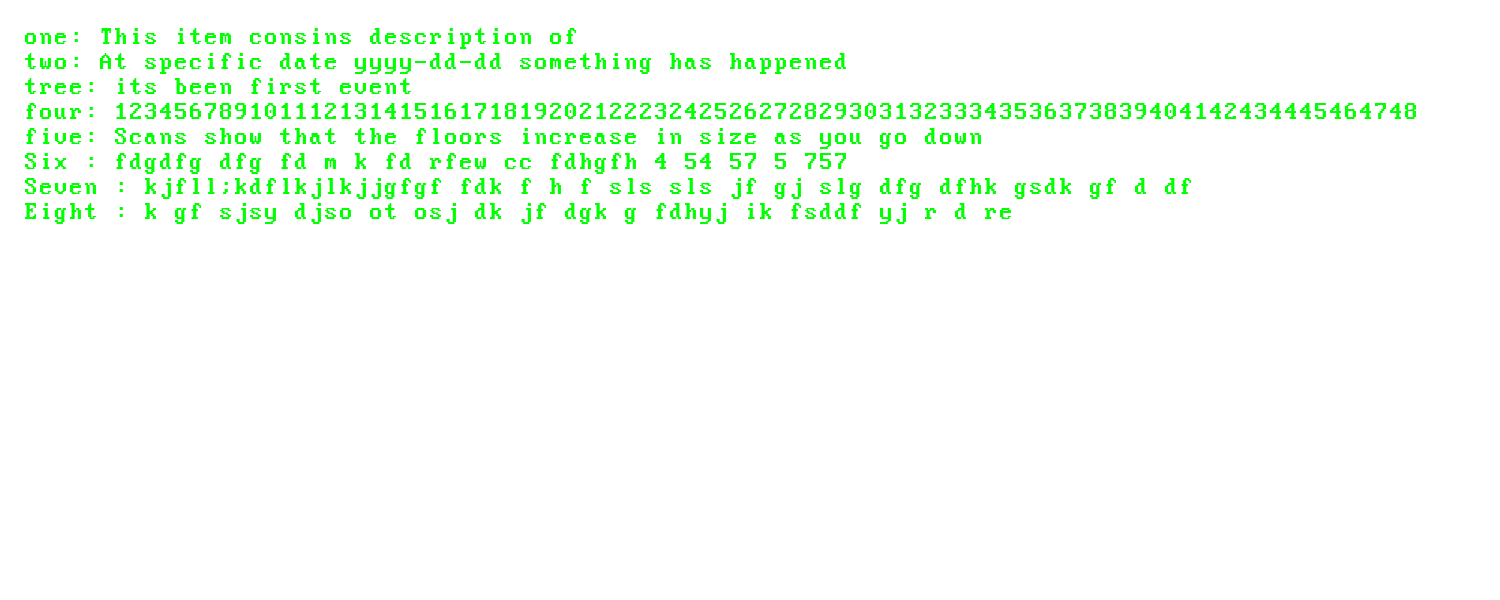 one: This item consins description of
two: At specific date yyyy-dd-dd something has happened
tree: its been first event
four: 123456789101112131415161718192021222324252627282930313233343536373839404142434445464748
five: Scans show that the floors increase in size as you go down
Six : fdgdfg dfg fd m k fd rfew cc fdhgfh 4 54 57 5 757
Seven : kjfll;kdflkjlkjjgfgf fdk f h f sls sls jf gj slg dfg dfhk gsdk gf d df
Eight : k gf sjsy djso ot osj dk jf dgk g fdhyj ik fsddf yj r d re